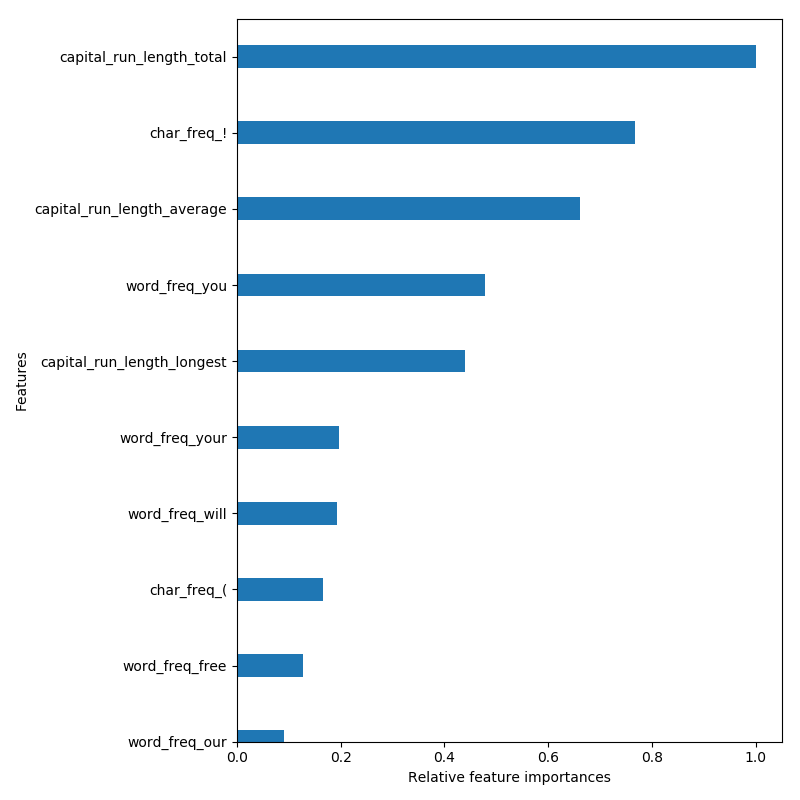 capital_run_length_total
char_freq_!
capital_run_length_average
word_freq_you
capital_run_length_longest
word_freq_your
word_freq_will
char_freq_(
word_freq_free
word_freq_our
Features
0.0 0.2 0.4 0.6 0.8 1.0
Relative feature importances